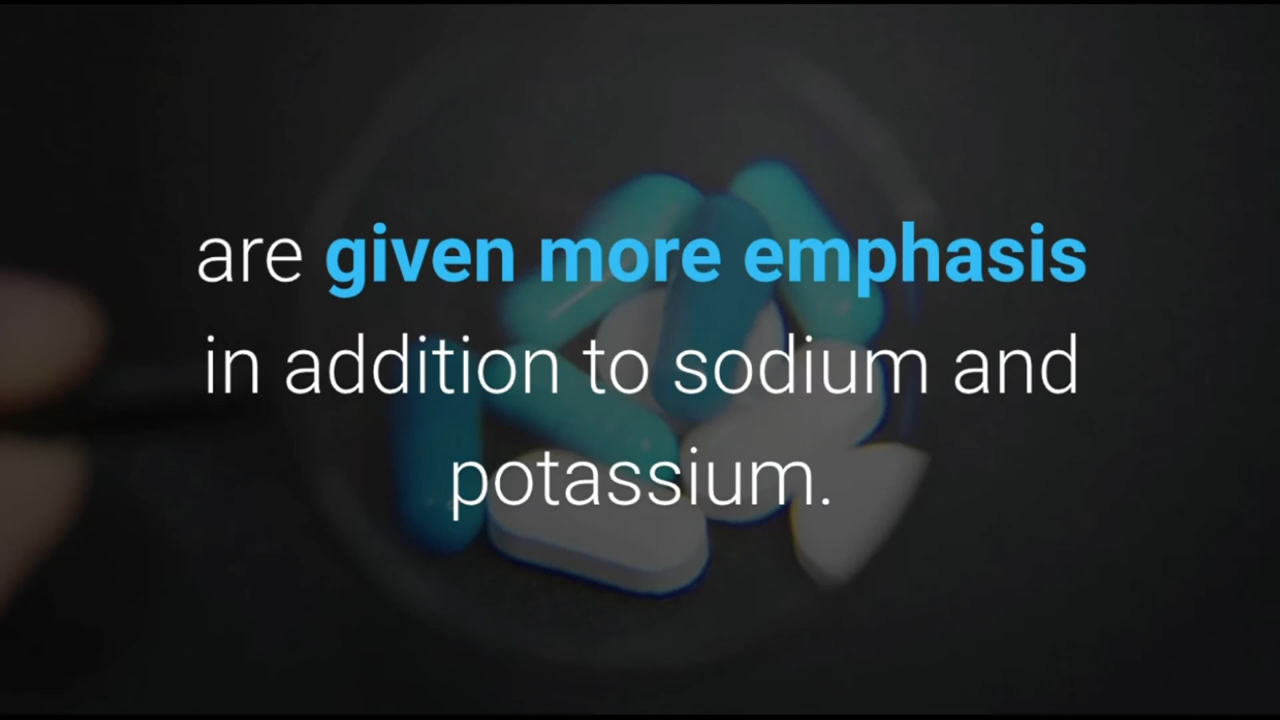 are given more emphasis
in addition to sodium and
potassium.